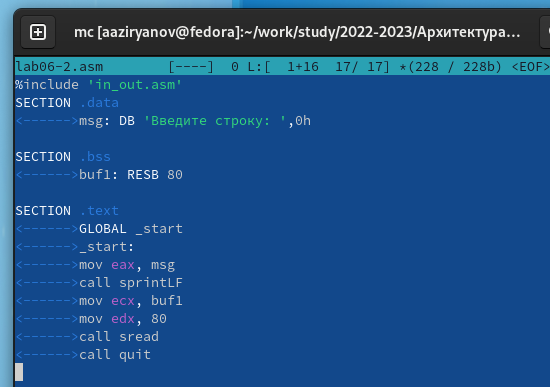 mc [aaziryanov@fedora]:~/work/study/2022-2023/Архитектура...
lab06-2.asm [----] 0 L:[ 1+16 17/ 17] *(228 / 228b) <EOF>
%include 'in_out.asm'
SECTION .data
<------>msg: DB 'Введите строку: ',0h
SECTION .bss
<------>buf1: RESB 80
SECTION .text
<------>GLOBAL _start
<------>_start:
<------>mov eax, msg
<------>call sprintLF
<------>mov ecx, buf1
<------>mov edx, 80
<------>call sread
<------>call quit